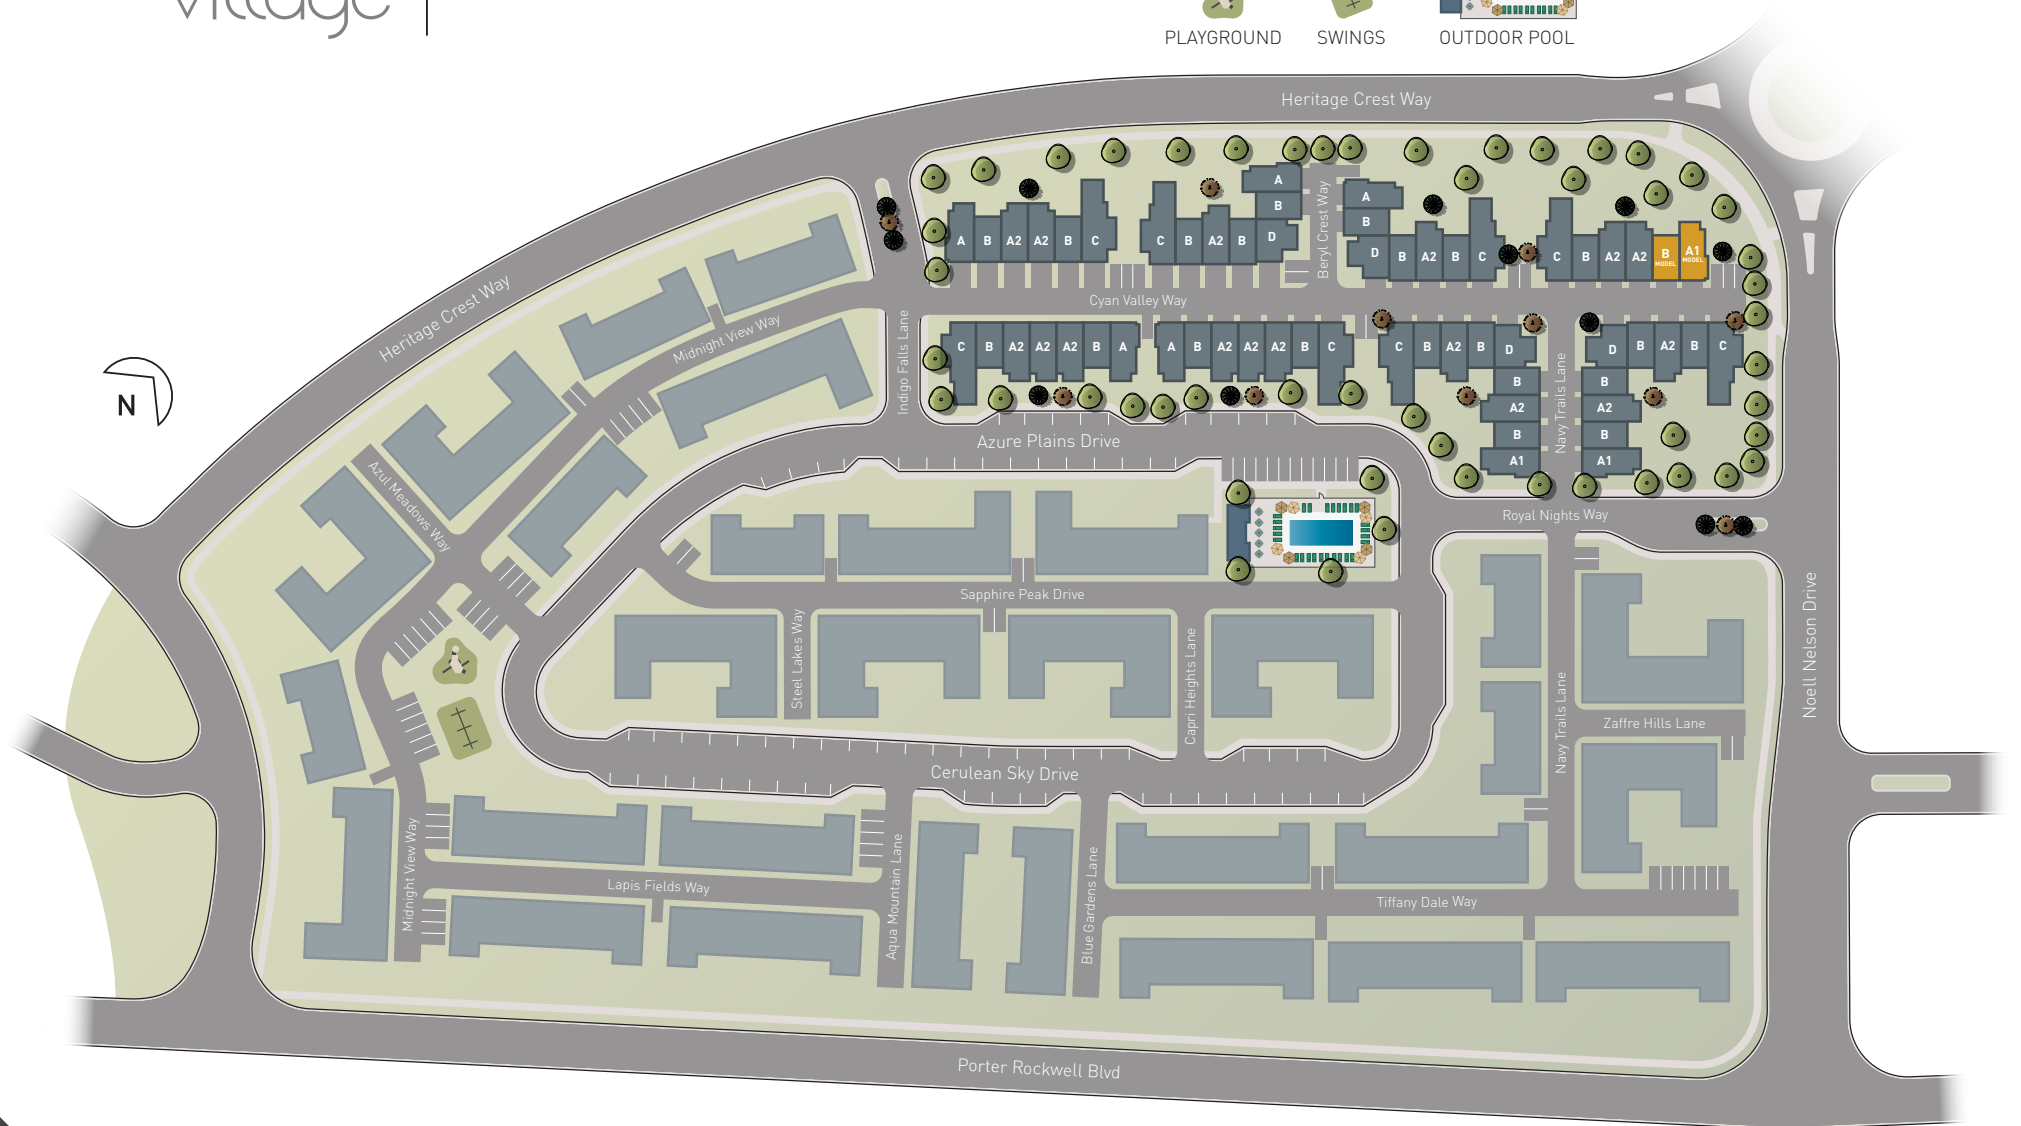 village
PLAYGROUND
SWINGS
OUTDOOR POOL
Heritage Crest Way
Heritage Crest Way
N
A
B
A
B
D
Beryl Crest Way
A
B
D
A B A2 A2 B C
C B A2 B
B A2 B C
C B A2 A2
B
MODEL
A1
MODEL
Cyan Valley Way
Midnight View Way
Indigo Falls Lane
C B A2 A2 A2 B A
A B A2 A2 A2 B C
C B A2 B D
D B A2 B C
B
A2
B
A1
Navy Trails Lane
B
A2
B
A1
Azure Plains Drive
Azul Meadows Way
Royal Nights Way
Sapphire Peak Drive
Steel Lakes Way
Capri Heights Lane
Noell Nelson Drive
Navy Trails Lane
Zaffre Hills Lane
Cerulean Sky Drive
Midnight View Way
Lapis Fields Way
Aqua Mountain Lane
Blue Gardens Lane
Tiffany Dale Way
Porter Rockwell Blvd